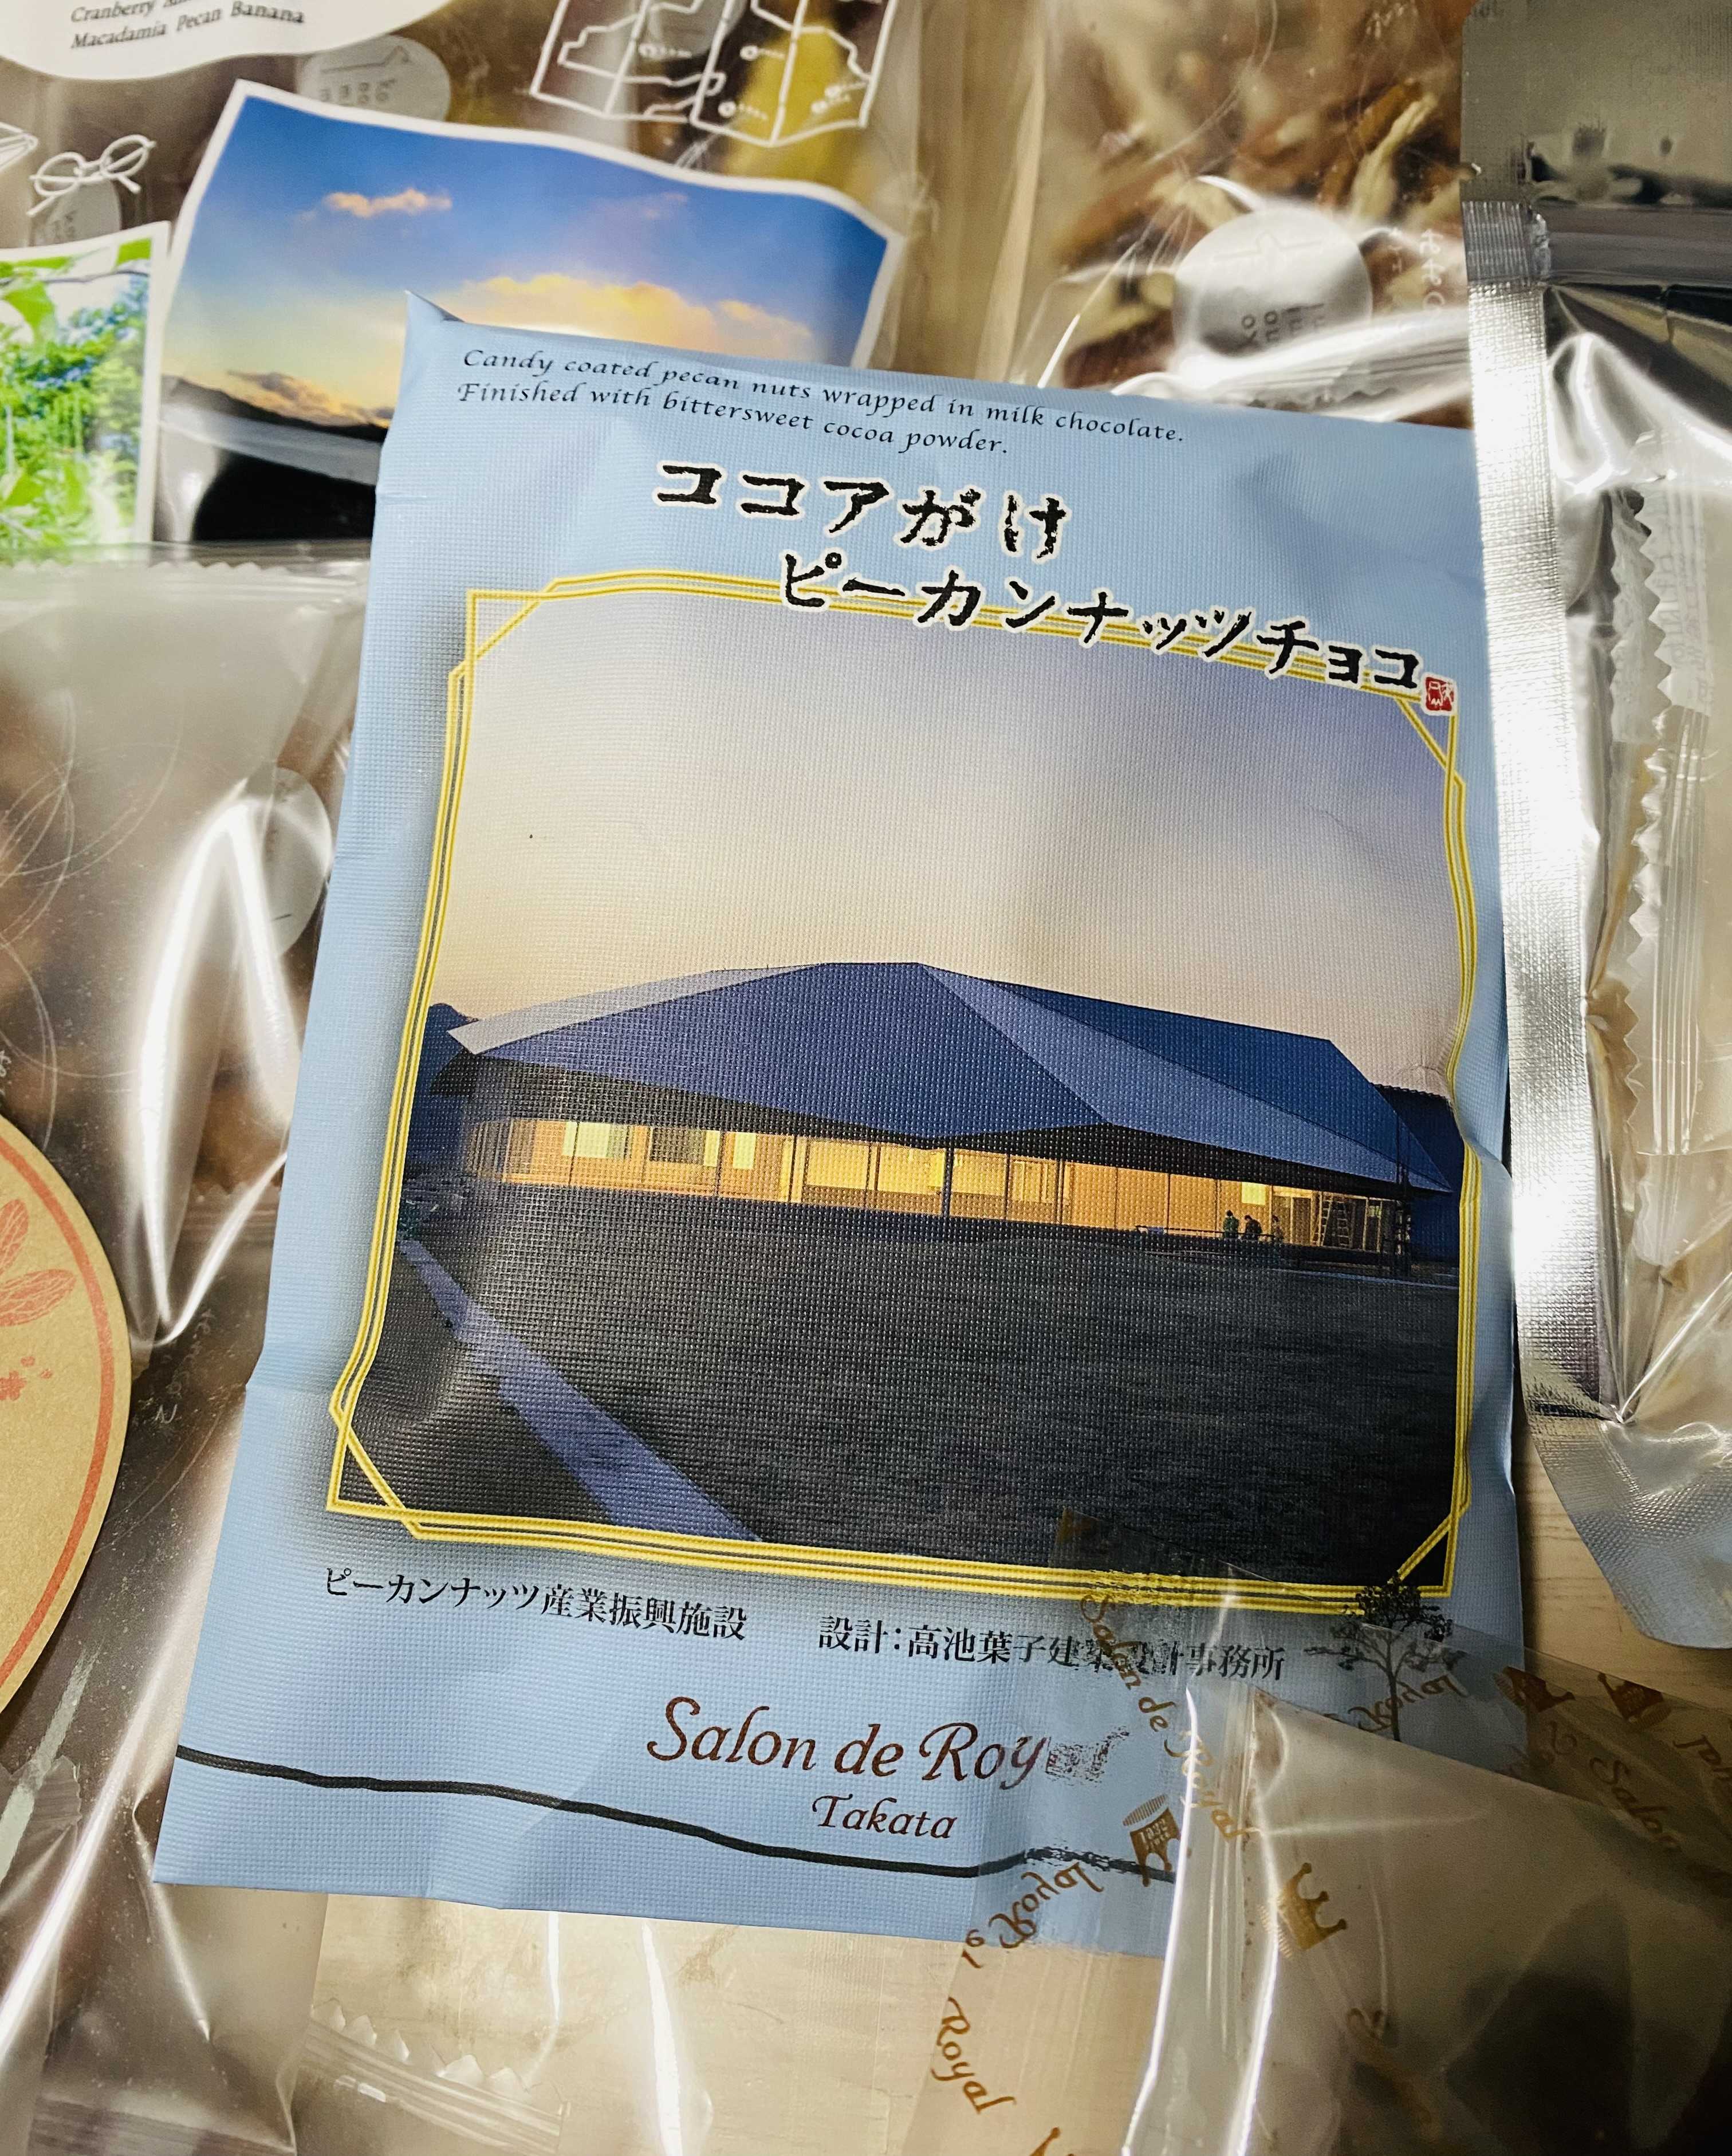 Cranberry
Macadamia Pecan Banana
Candy coated pecan nuts wrapped in milk chocolate.
Finished with bittersweet cocoa powder.
ココアがけ
ピーカンナッツチョコ
ピーカンナッツ産業振興施設 設計:高池葉子建築設計事務所
Salon de Royal
Takata
Salon de Royal
Royal
de Royal
Royal
Salon